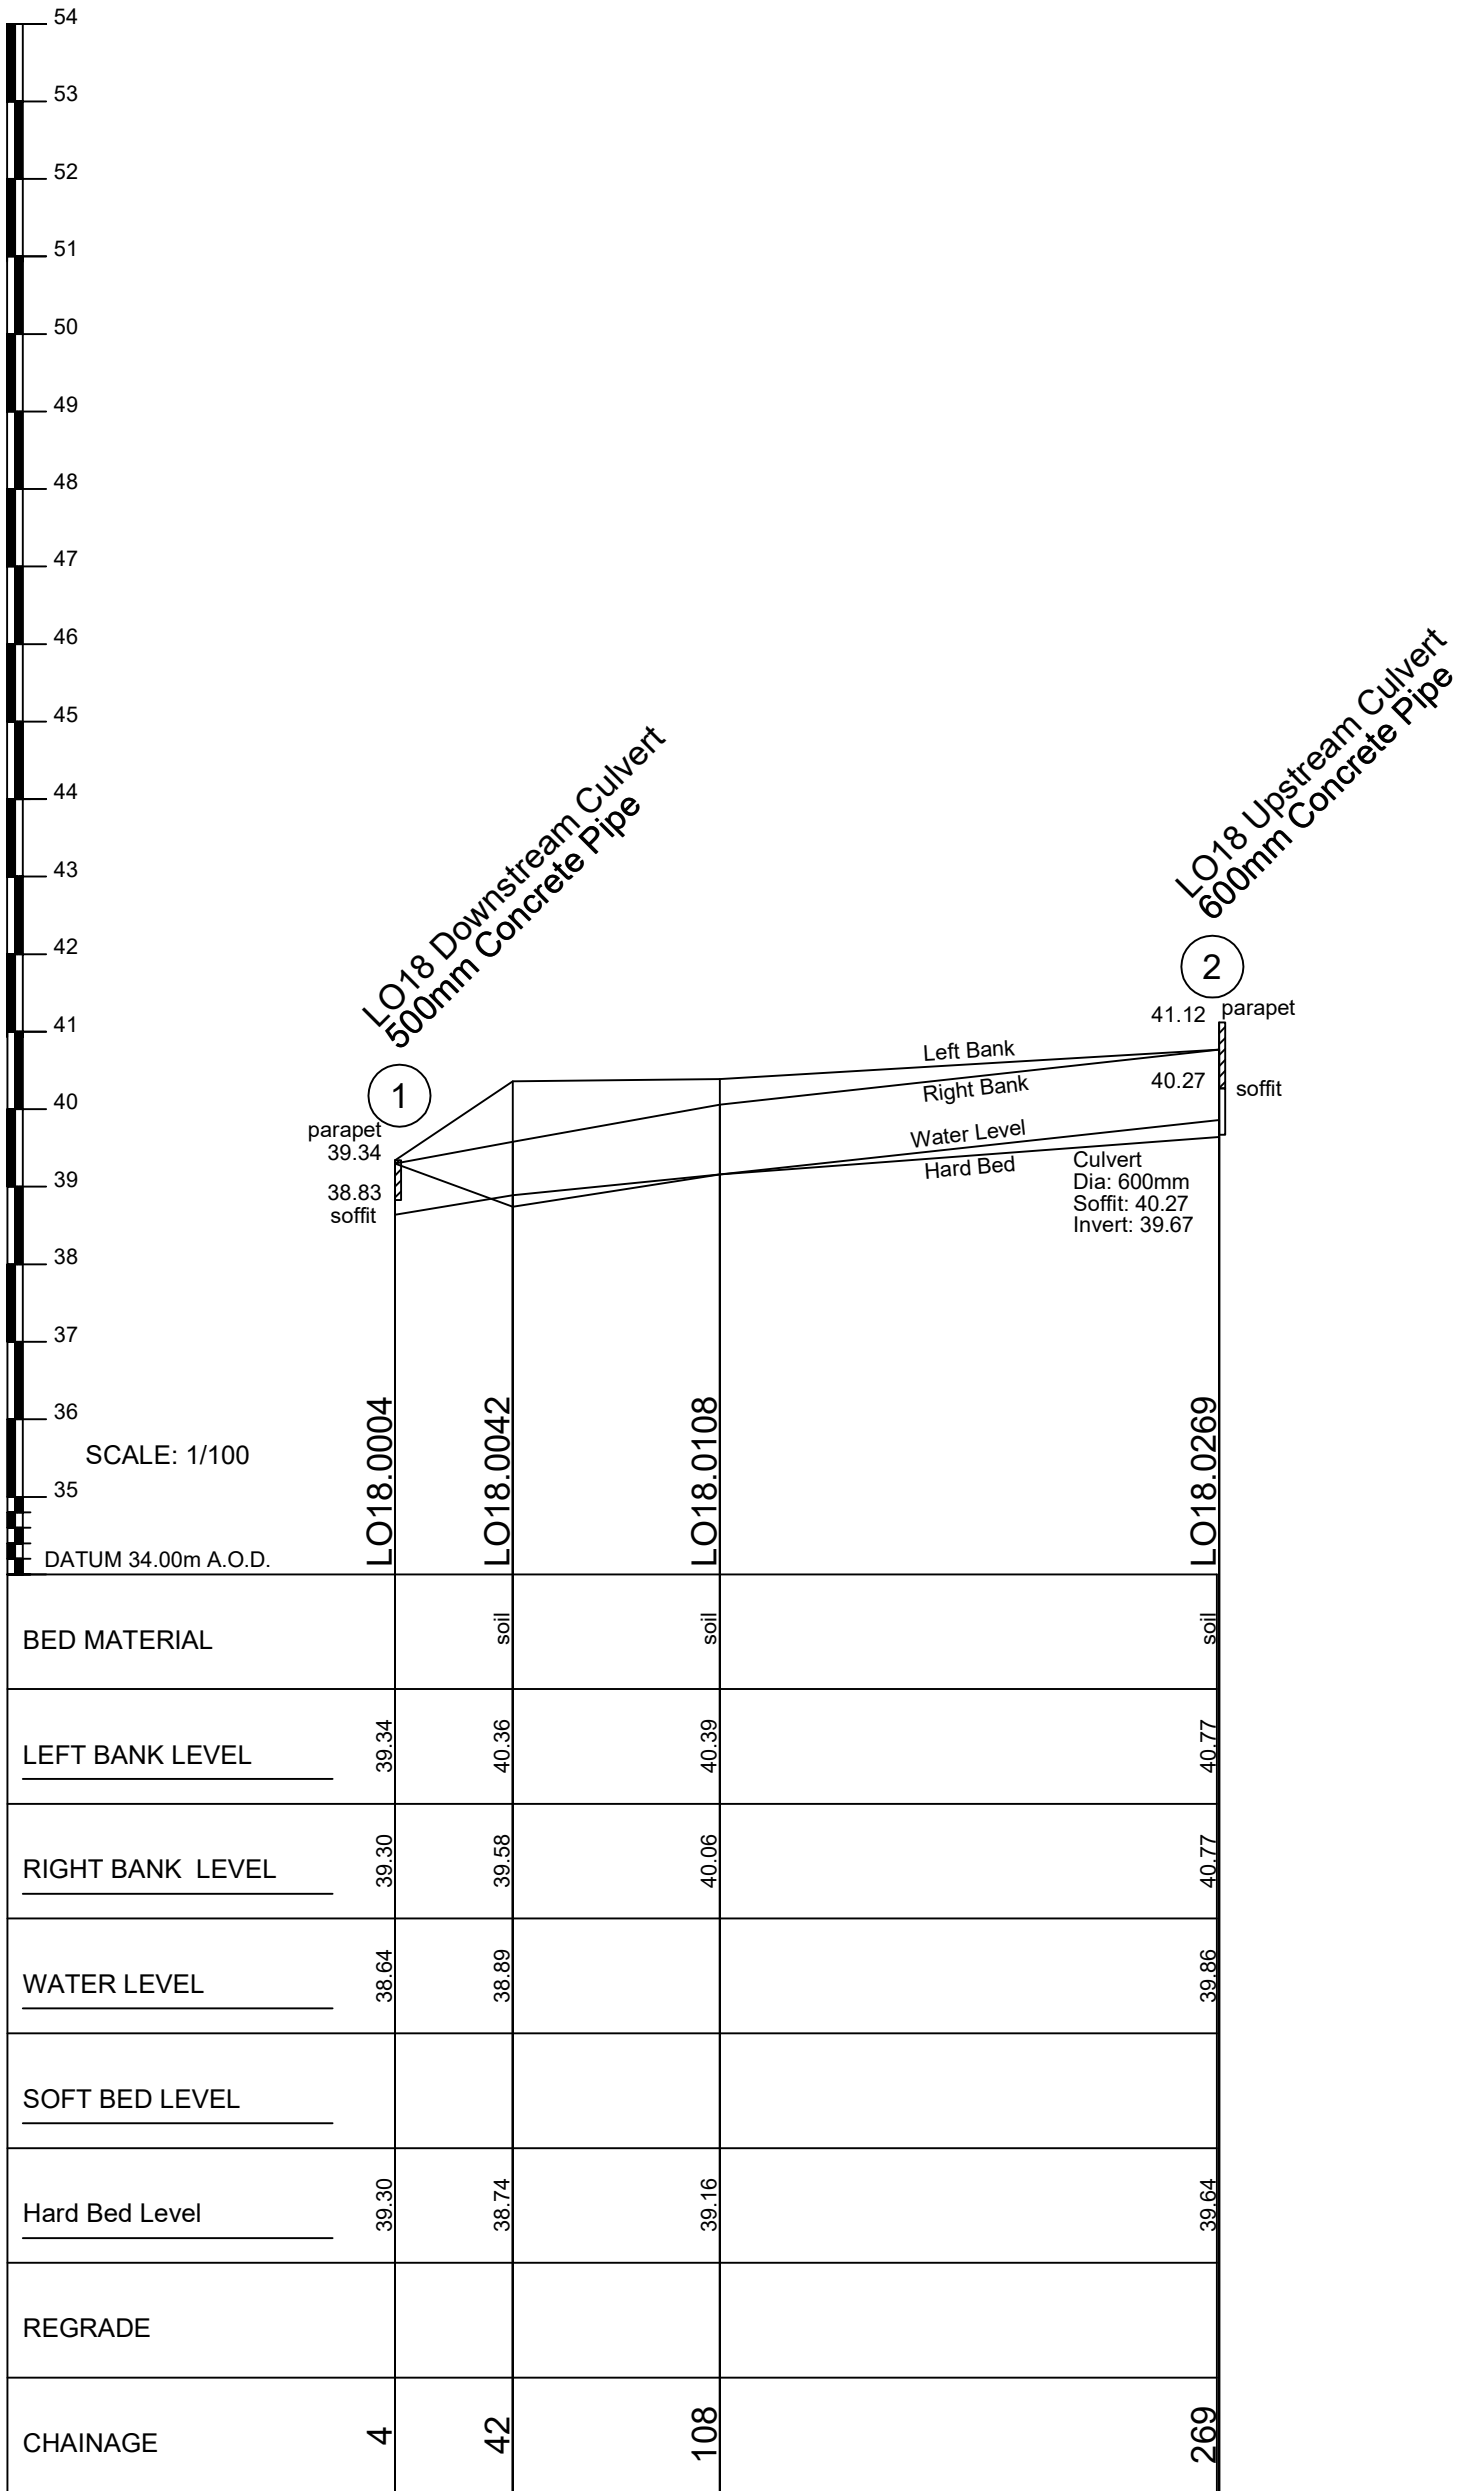 54
53
52
51
50
49
48
47
46
45
44
43
42
41
40
39
38
37
36
35
SCALE: 1/100
DATUM 34.00m A.O.D.
LO18 Downstream Culvert
500mm Concrete Pipe
1
parapet
39.34
38.83
soffit
LO18 Upstream Culvert
600mm Concrete Pipe
2
41.12 parapet
40.27 soffit
Left Bank
Right Bank
Water Level
Hard Bed
Culvert
Dia: 600mm
Soffit: 40.27
Invert: 39.67
LO18.0004
LO18.0042
LO18.0108
LO18.0269
BED MATERIAL soil soil soil
LEFT BANK LEVEL 39.34 40.36 40.39 40.77
RIGHT BANK LEVEL 39.30 39.58 40.06 40.77
WATER LEVEL 38.64 38.89 39.86
SOFT BED LEVEL
Hard Bed Level 39.30 38.74 39.16 39.64
REGRADE
CHAINAGE 4 42 108 269